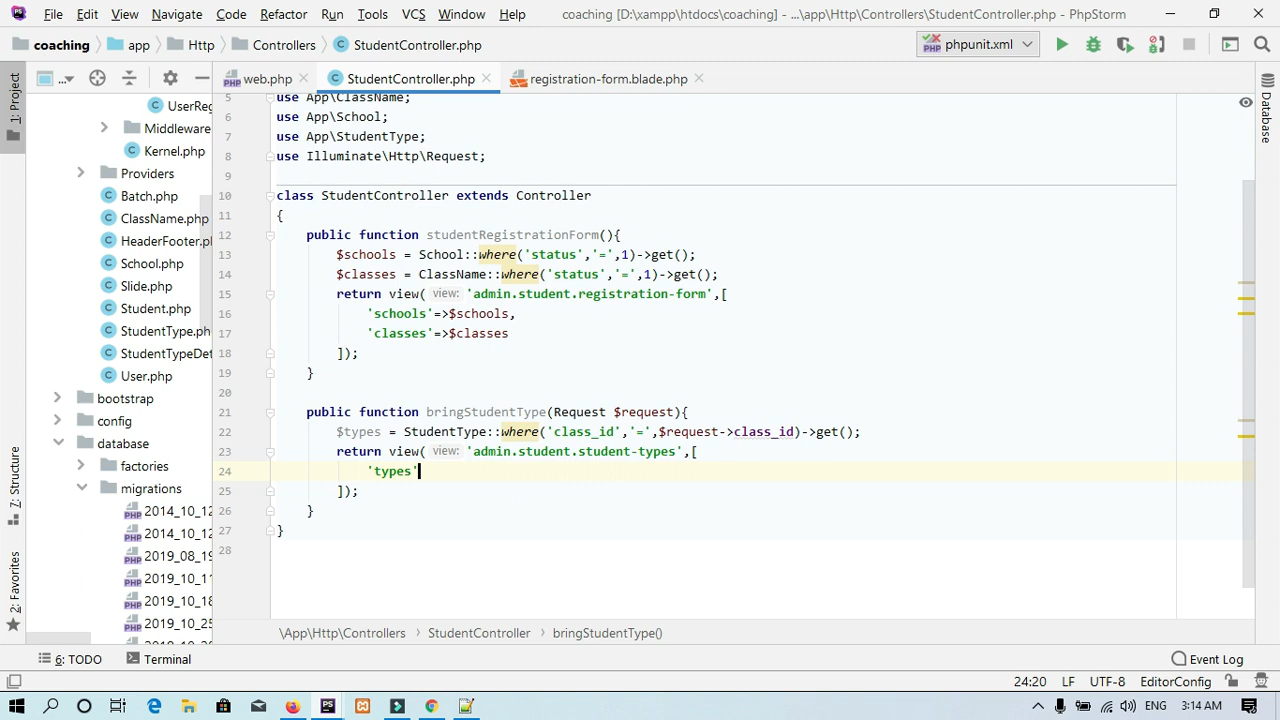 File Edit View Navigate Code Refactor Run Tools VCS Window Help coaching [D:\xampp\htdocs\coaching] - ...\app\Http\Controllers\StudentController.php - PhpStorm
coaching app Http Controllers StudentController.php phpunit.xml
1: Project
7: Structure
2: Favorites
web.php StudentController.php registration-form.blade.php
Database
UserReg
Middleware
Kernel.php
Providers
Batch.php
ClassName.php
HeaderFooter.p
School.php
Slide.php
Student.php
StudentType.ph
StudentTypeDet
User.php
bootstrap
config
database
factories
migrations
2014_10_12
2014_10_12
2019_08_19
2019_10_11
2019_10_18
2019_10_25
5 use App\ClassName;
6 use App\School;
7 use App\StudentType;
8 use Illuminate\Http\Request;
9
10 class StudentController extends Controller
11 {
12 public function studentRegistrationForm(){
13 $schools = School::where('status','=',1)->get();
14 $classes = ClassName::where('status','=',1)->get();
15 return view( view: 'admin.student.registration-form',[
16 'schools'=>$schools,
17 'classes'=>$classes
18 ]);
19 }
20
21 public function bringStudentType(Request $request){
22 $types = StudentType::where('class_id','=',$request->class_id)->get();
23 return view( view: 'admin.student.student-types',[
24 'types'
25 ]);
26 }
27 }
28
\App\Http\Controllers StudentController bringStudentType()
6: TODO Terminal Event Log
24:20 LF UTF-8 EditorConfig
ENG 3:14 AM